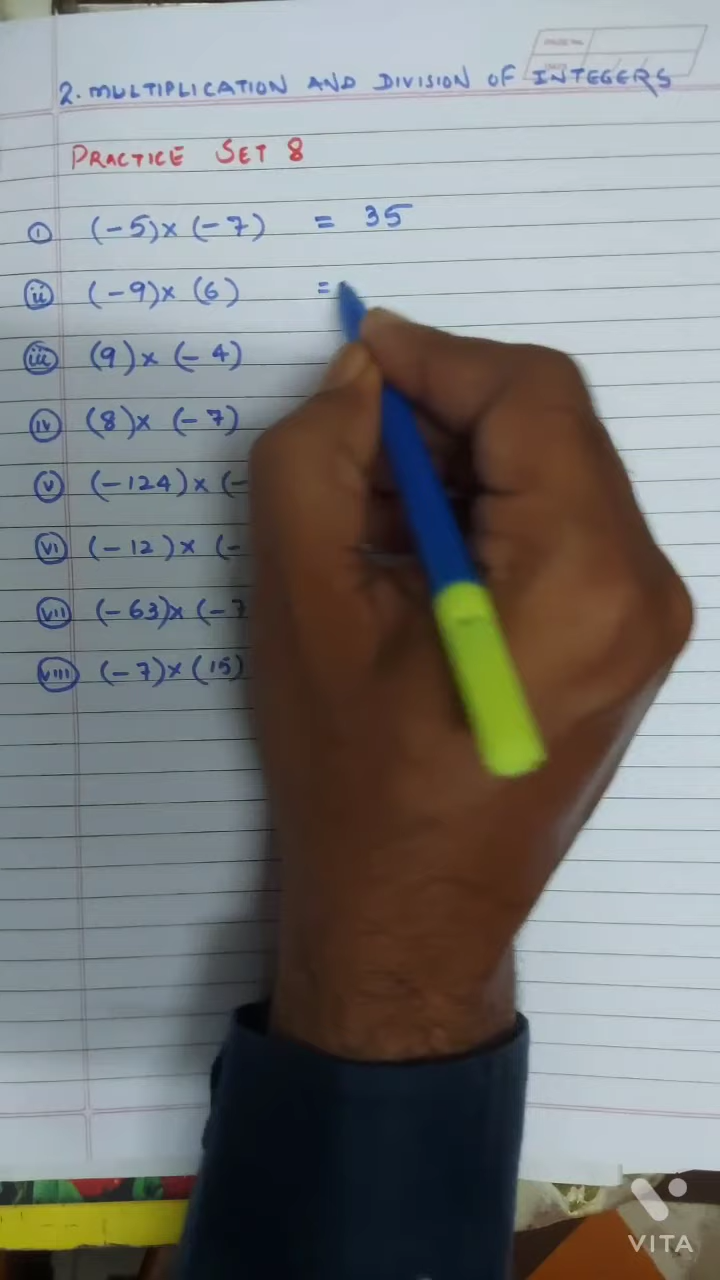 2. MULTIPLICATION AND DIVISION OF INTEGERS
PRACTICE SET 8
i (-5)×(-7) = 35
ii (-9)×(6) =
iii (9)×(-4)
iv (8)×(-7)
v (-124)×(-
vi (-12)×(-
vii (-63)×(-7
viii (-7)×(15)
VITA